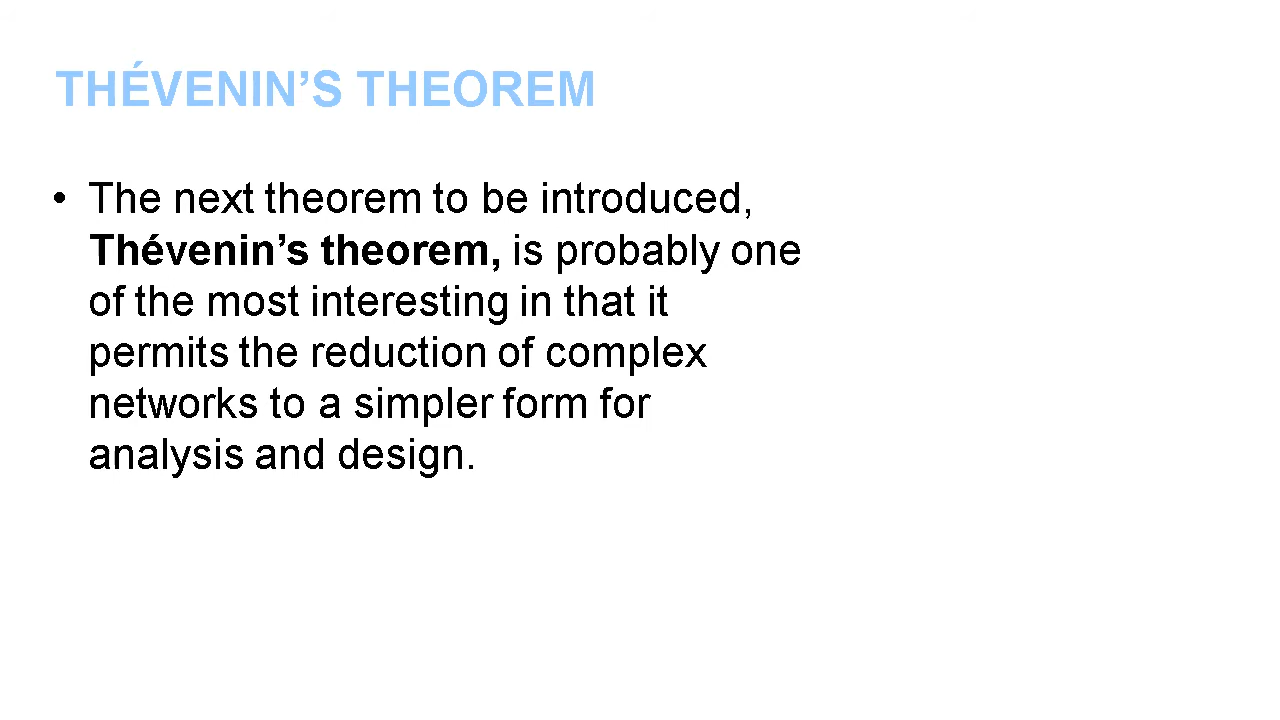 THÉVENIN’S THEOREM
• The next theorem to be introduced,
Thévenin’s theorem, is probably one
of the most interesting in that it
permits the reduction of complex
networks to a simpler form for
analysis and design.